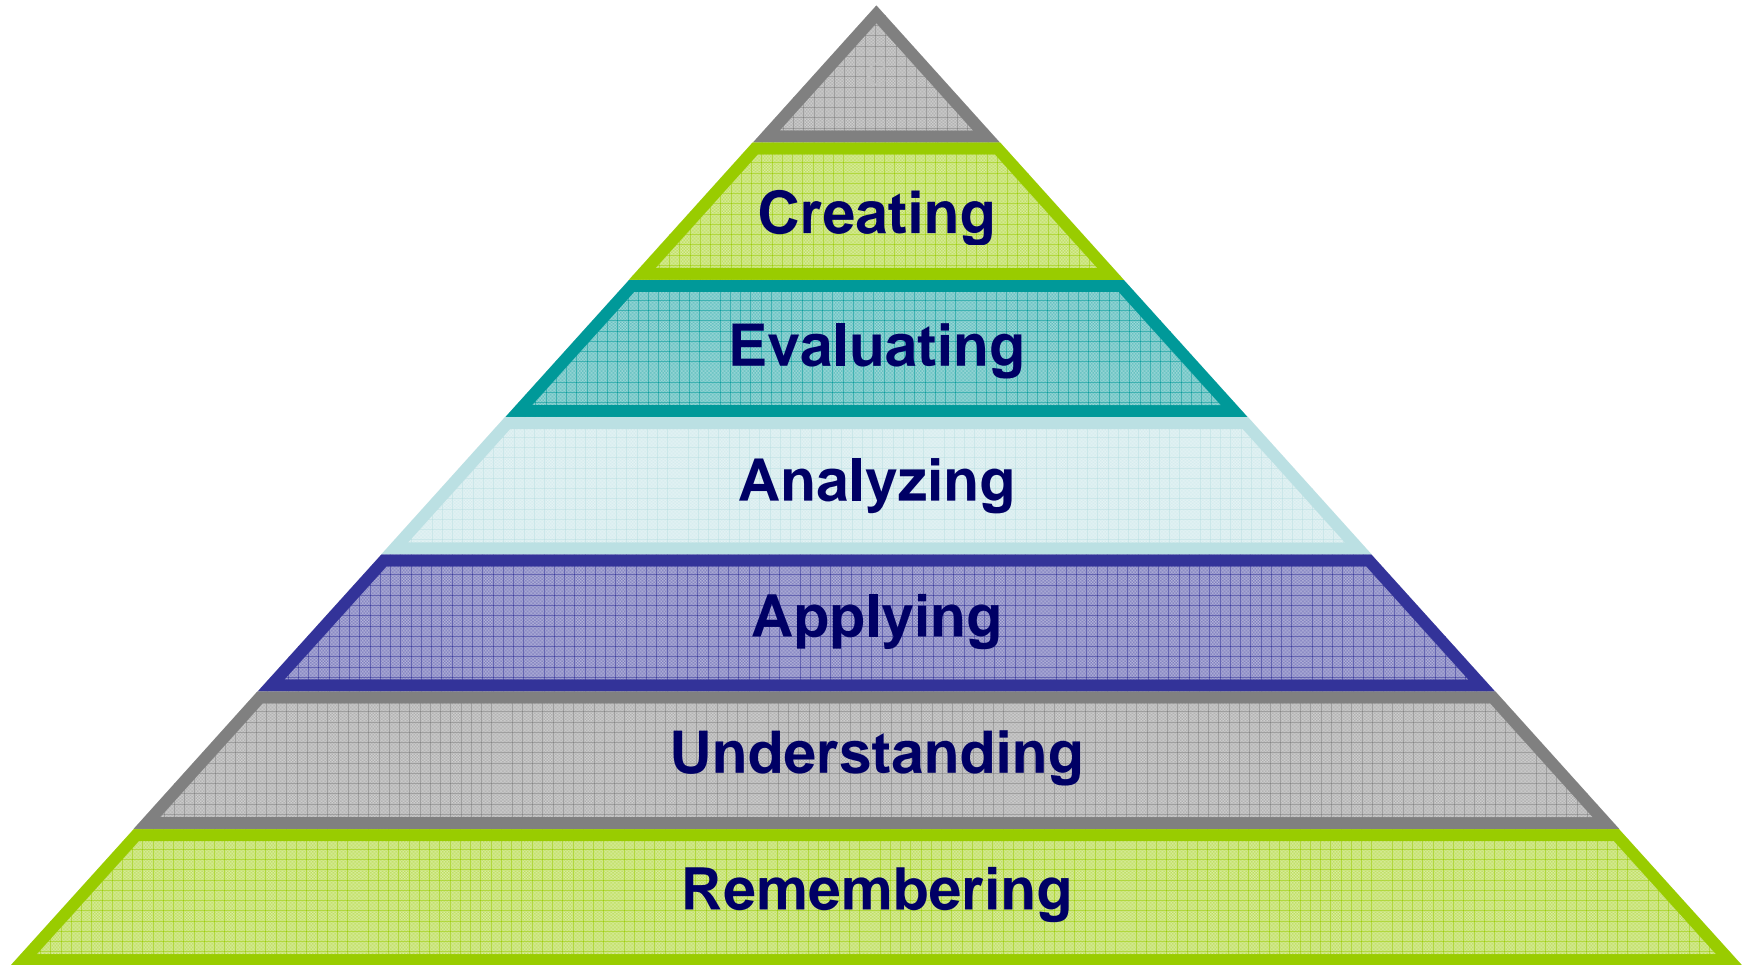 Creating
Evaluating
Analyzing
Applying
Understanding
Remembering